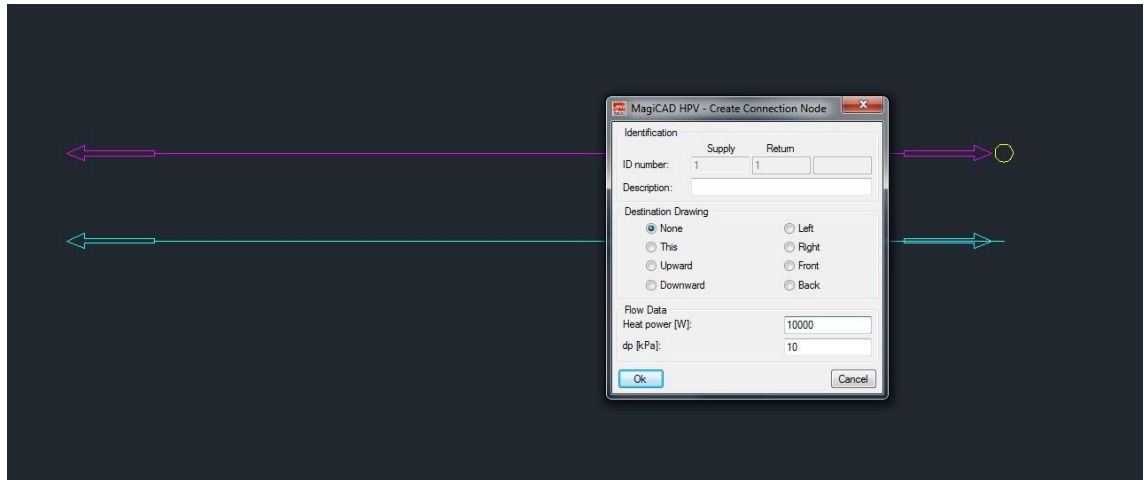 MagiCAD HPV - Create Connection Node
Identification
Supply Return
ID number: 1 1
Description:
Destination Drawing
None Left
This Right
Upward Front
Downward Back
Flow Data
Heat power [W]: 10000
dp [kPa]: 10
Ok Cancel